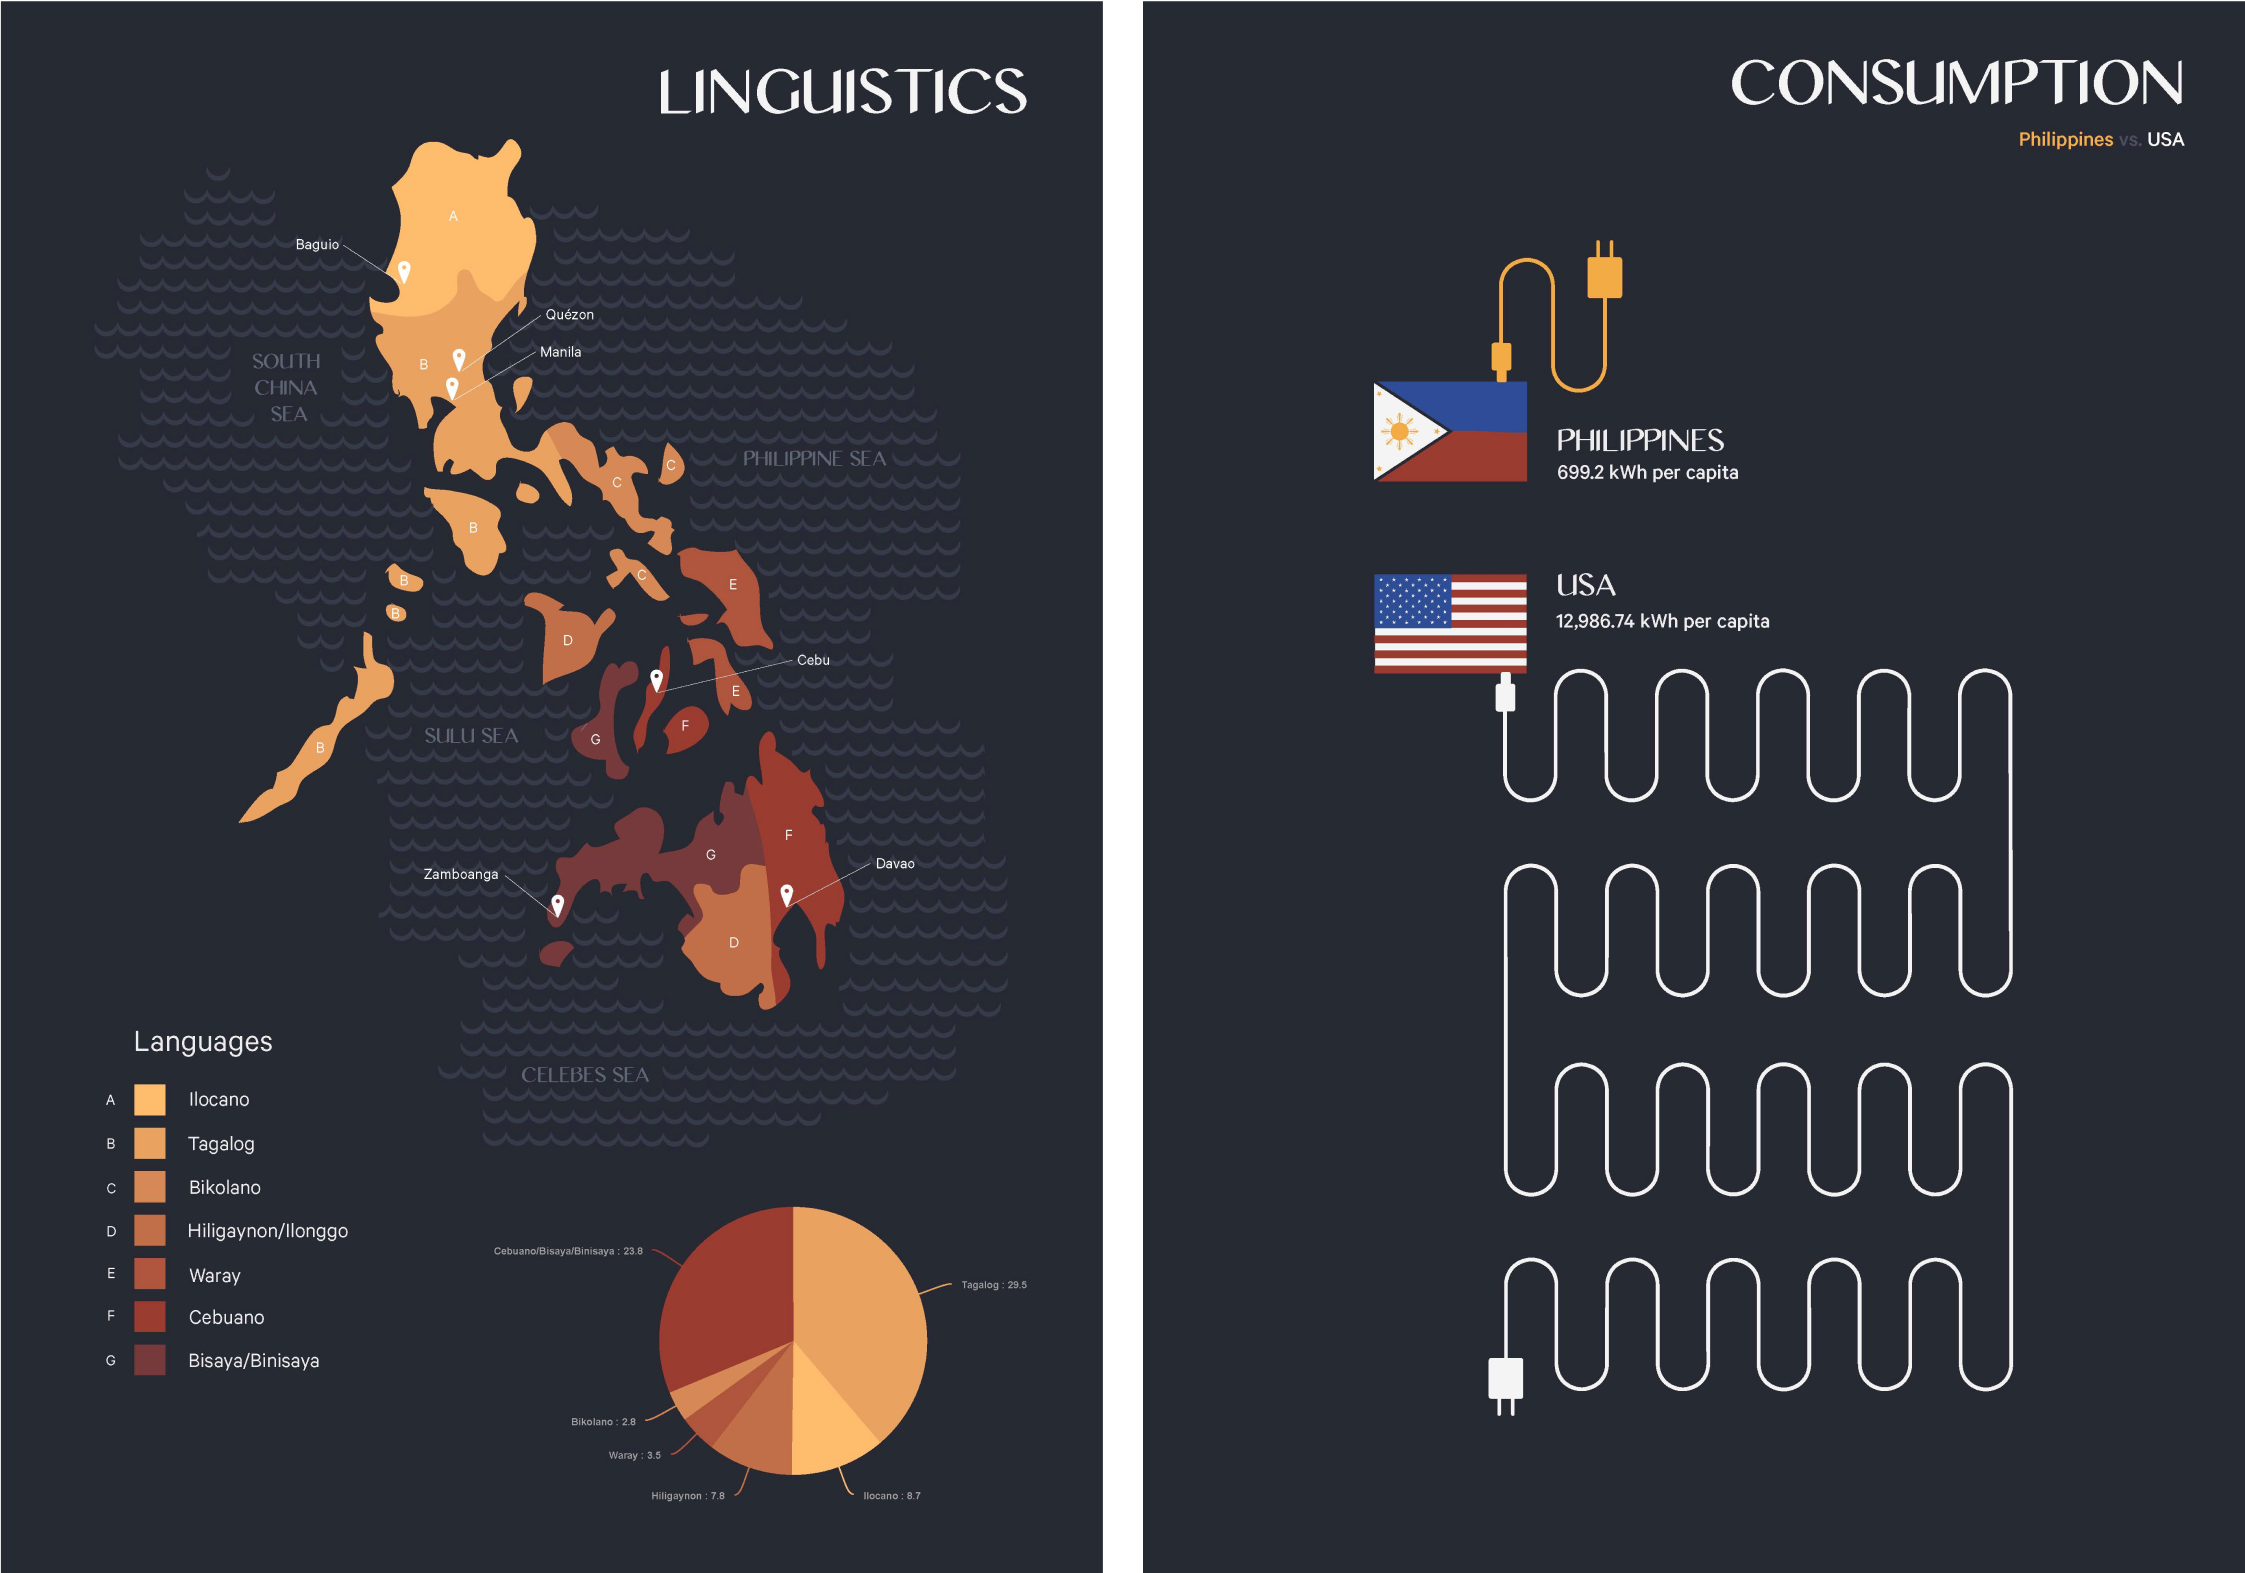 LINGUISTICS
A
Baguio
Quézon
Manila
B
SOUTH
CHINA
SEA
PHILIPPINE SEA
C
C
B
B
C
E
B
D
Cebu
E
F
SULU SEA
G
B
F
G
Zamboanga
Davao
D
CELEBES SEA
Languages
A Ilocano
B Tagalog
C Bikolano
D Hiligaynon/Ilonggo
E Waray
F Cebuano
G Bisaya/Binisaya
Cebuano/Bisaya/Binisaya : 23.8
Tagalog : 29.5
Bikolano : 2.8
Waray : 3.5
Hiligaynon : 7.8
Ilocano : 8.7
CONSUMPTION
Philippines vs. USA
PHILIPPINES
699.2 kWh per capita
USA
12,986.74 kWh per capita